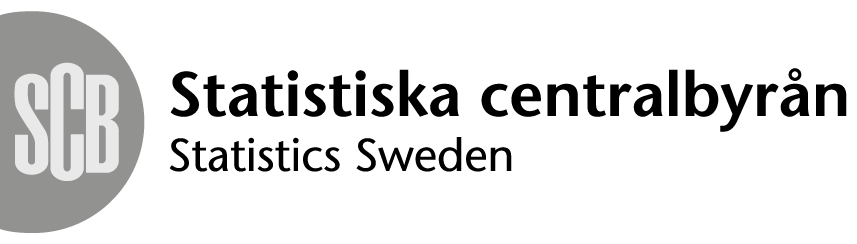 SCB
Statistiska centralbyrån
Statistics Sweden